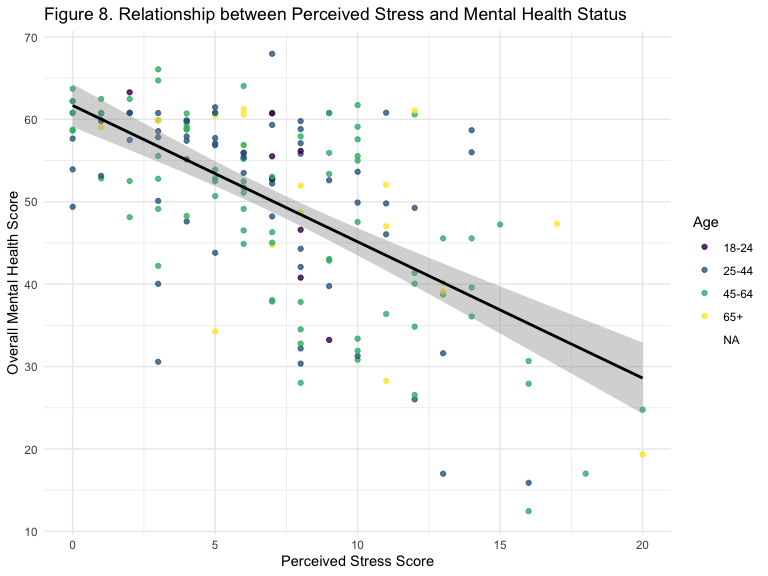 Figure 8. Relationship between Perceived Stress and Mental Health Status
70
60
50
40
30
20
10
Overall Mental Health Score
0 5 10 15 20
Perceived Stress Score
Age
18-24
25-44
45-64
65+
NA